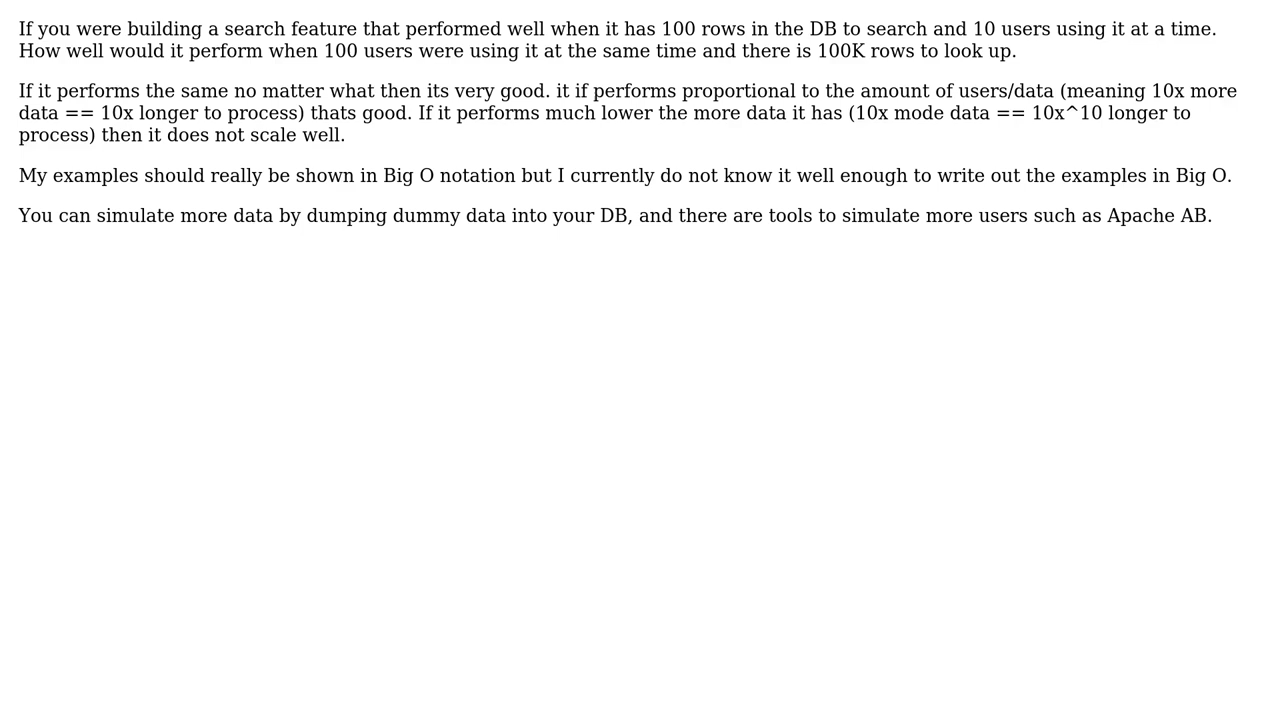 If you were building a search feature that performed well when it has 100 rows in the DB to search and 10 users using it at a time.
How well would it perform when 100 users were using it at the same time and there is 100K rows to look up.
If it performs the same no matter what then its very good. it if performs proportional to the amount of users/data (meaning 10x more
data == 10x longer to process) thats good. If it performs much lower the more data it has (10x mode data == 10x^10 longer to
process) then it does not scale well.
My examples should really be shown in Big O notation but I currently do not know it well enough to write out the examples in Big O.
You can simulate more data by dumping dummy data into your DB, and there are tools to simulate more users such as Apache AB.